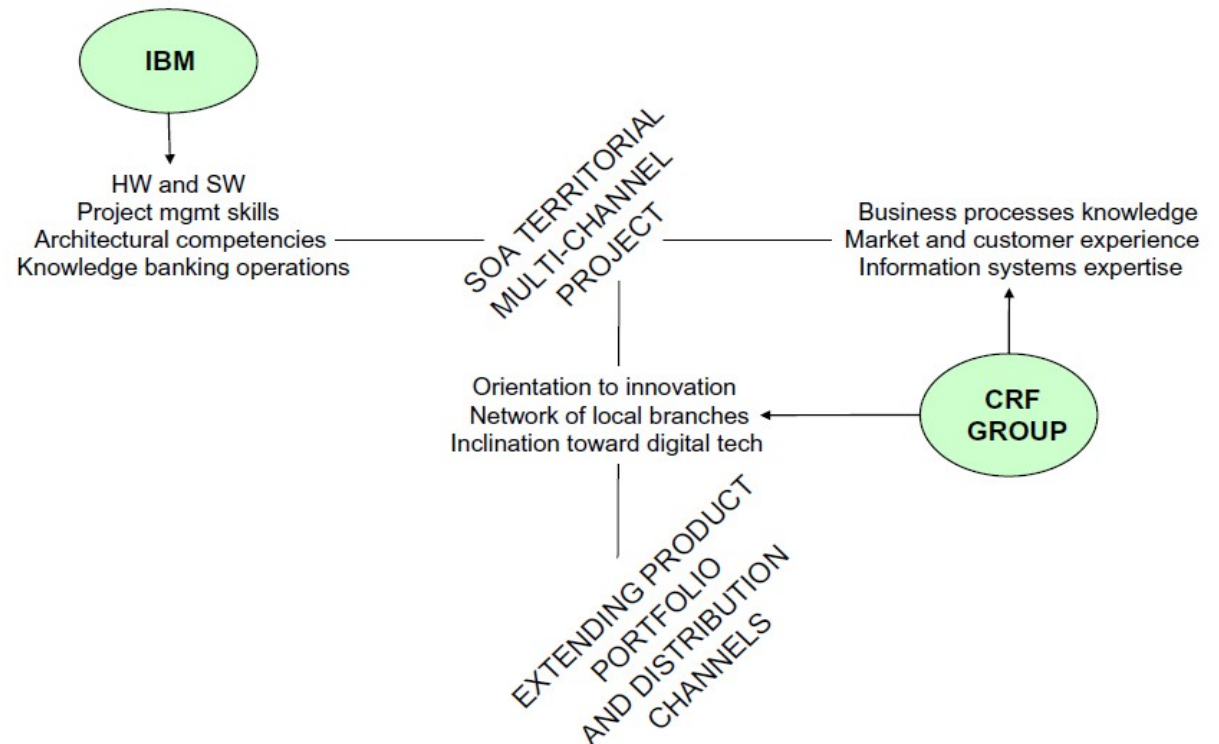 IBM
HW and SW
Project mgmt skills
Architectural competencies
Knowledge banking operations
SOA TERRITORIAL
MULTI-CHANNEL
PROJECT
Business processes knowledge
Market and customer experience
Information systems expertise
Orientation to innovation
Network of local branches
Inclination toward digital tech
CRF
GROUP
EXTENDING PRODUCT
PORTFOLIO
AND DISTRIBUTION
CHANNELS